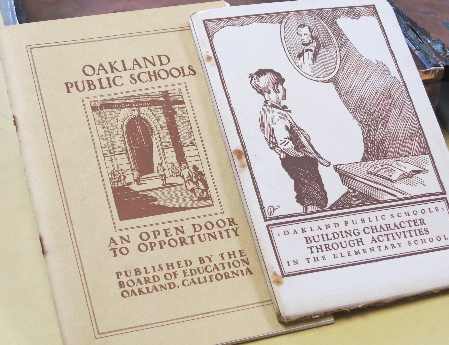 OAKLAND
PUBLIC SCHOOLS
AN OPEN DOOR
TO OPPORTUNITY
PUBLISHED BY THE
BOARD OF EDUCATION
OAKLAND, CALIFORNIA
OAKLAND PUBLIC SCHOOLS
BUILDING CHARACTER
THROUGH ACTIVITIES
IN THE ELEMENTARY SCHOOL